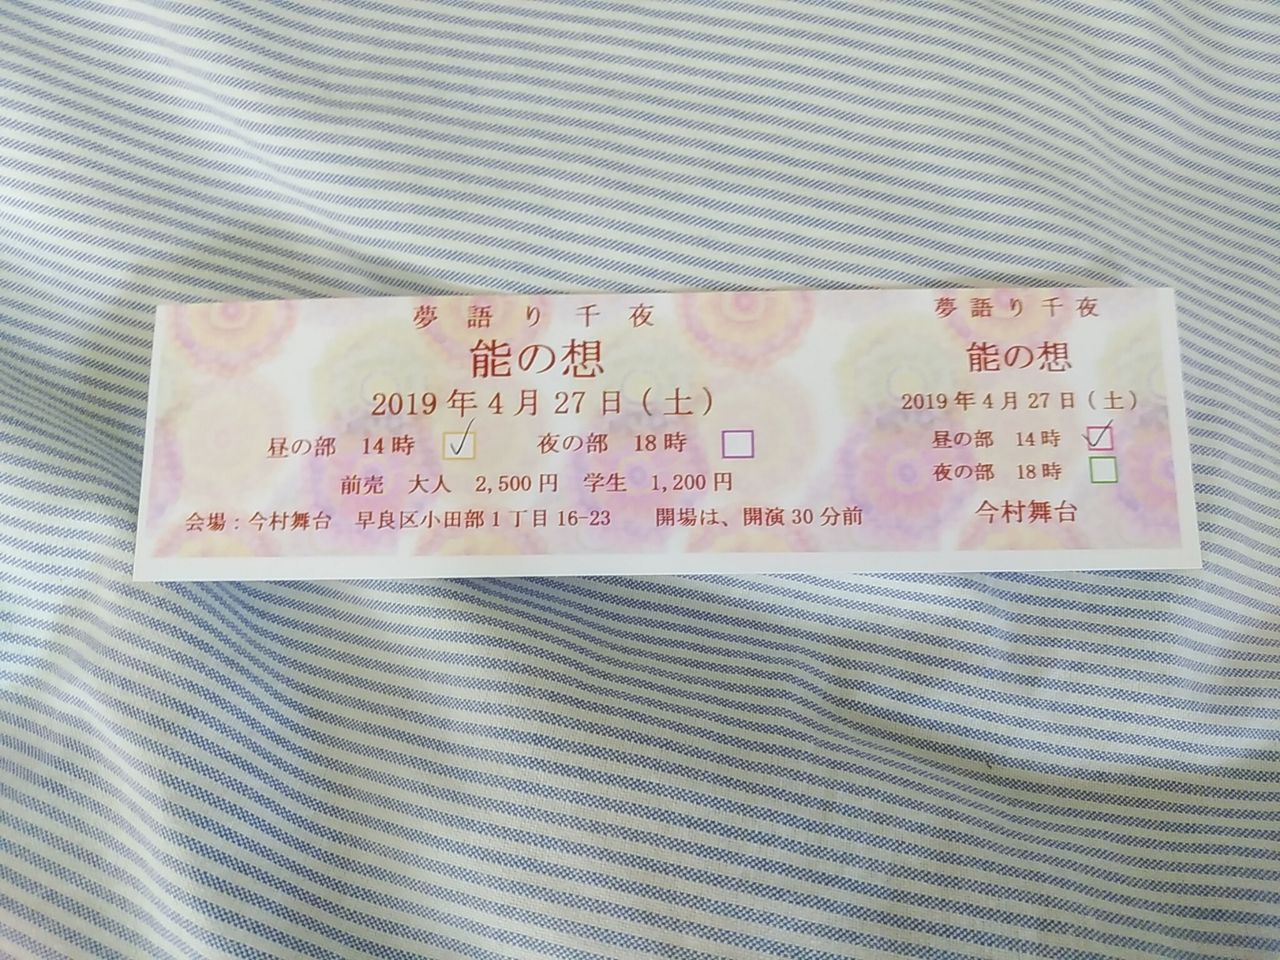 夢語り千夜
能の想
2019年4月27日（土）
昼の部 14時 ☑ 夜の部 18時 □
前売 大人 2,500円 学生 1,200円
会場：今村舞台 早良区小田部1丁目16-23 開場は、開演30分前
夢語り千夜
能の想
2019年4月27日（土）
昼の部 14時 ☑
夜の部 18時 □
今村舞台